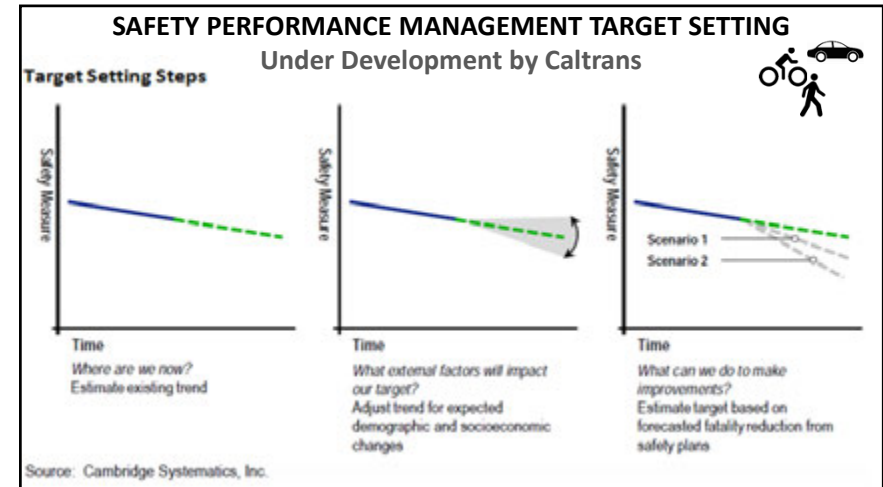 SAFETY PERFORMANCE MANAGEMENT TARGET SETTING
Under Development by Caltrans
Target Setting Steps
Safety Measure
Time
Where are we now?
Estimate existing trend
Safety Measure
Time
What external factors will impact
our target?
Adjust trend for expected
demographic and socioeconomic
changes
Safety Measure
Scenario 1
Scenario 2
Time
What can we do to make
improvements?
Estimate target based on
forecasted fatality reduction from
safety plans
Source: Cambridge Systematics, Inc.